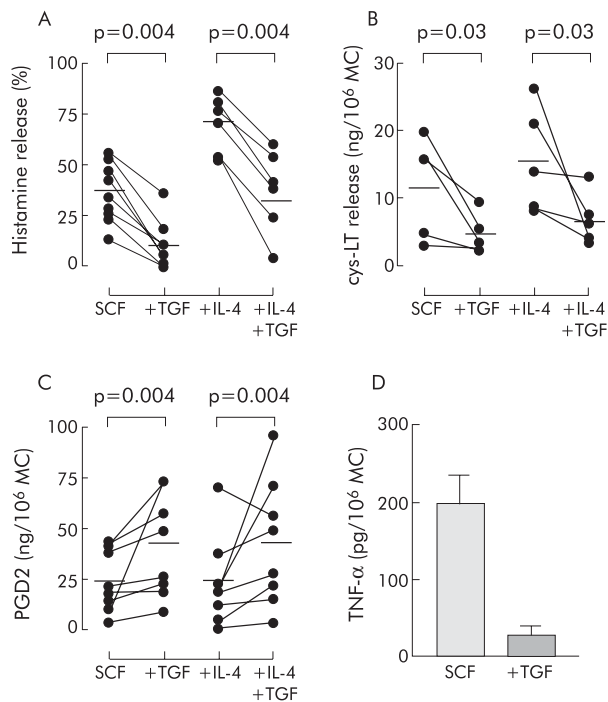 A
p=0.004
p=0.004
Histamine release (%)
100
75
50
25
0
SCF
+TGF
+IL-4
+IL-4
+TGF
B
p=0.03
p=0.03
cys-LT release (ng/10⁶ MC)
30
20
10
0
SCF
+TGF
+IL-4
+IL-4
+TGF
C
p=0.004
p=0.004
PGD2 (ng/10⁶ MC)
100
75
50
25
0
SCF
+TGF
+IL-4
+IL-4
+TGF
D
TNF-α (pg/10⁶ MC)
300
200
100
0
SCF
+TGF